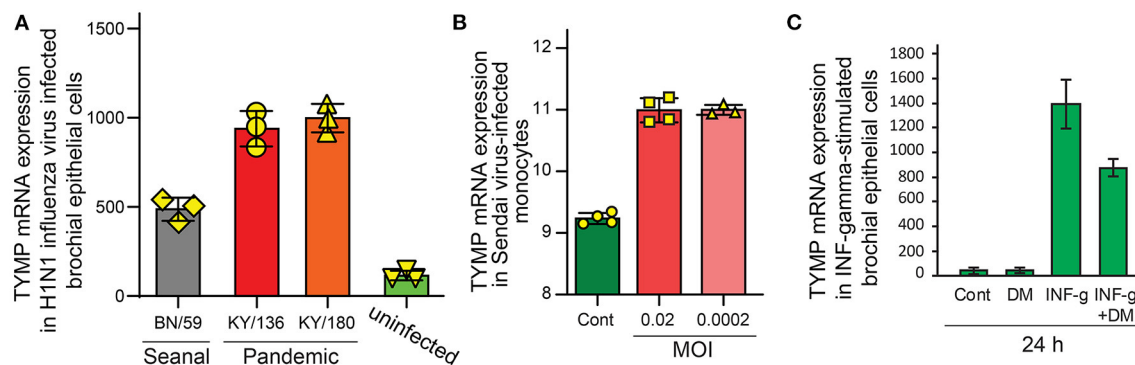 A
TYMP mRNA expression
in H1N1 influenza virus infected
brochial epithelial cells
1500
1000
500
0
BN/59
KY/136
KY/180
uninfected
Seanal
Pandemic
B
TYMP mRNA expression
in Sendai virus-infected
monocytes
12
11
10
9
8
Cont
0.02
0.0002
MOI
C
TYMP mRNA expression
in INF-gamma-stimulated
brochial epithelial cells
1800
1600
1400
1200
1000
800
600
400
200
0
Cont
DM
INF-g
INF-g
+DM
24 h